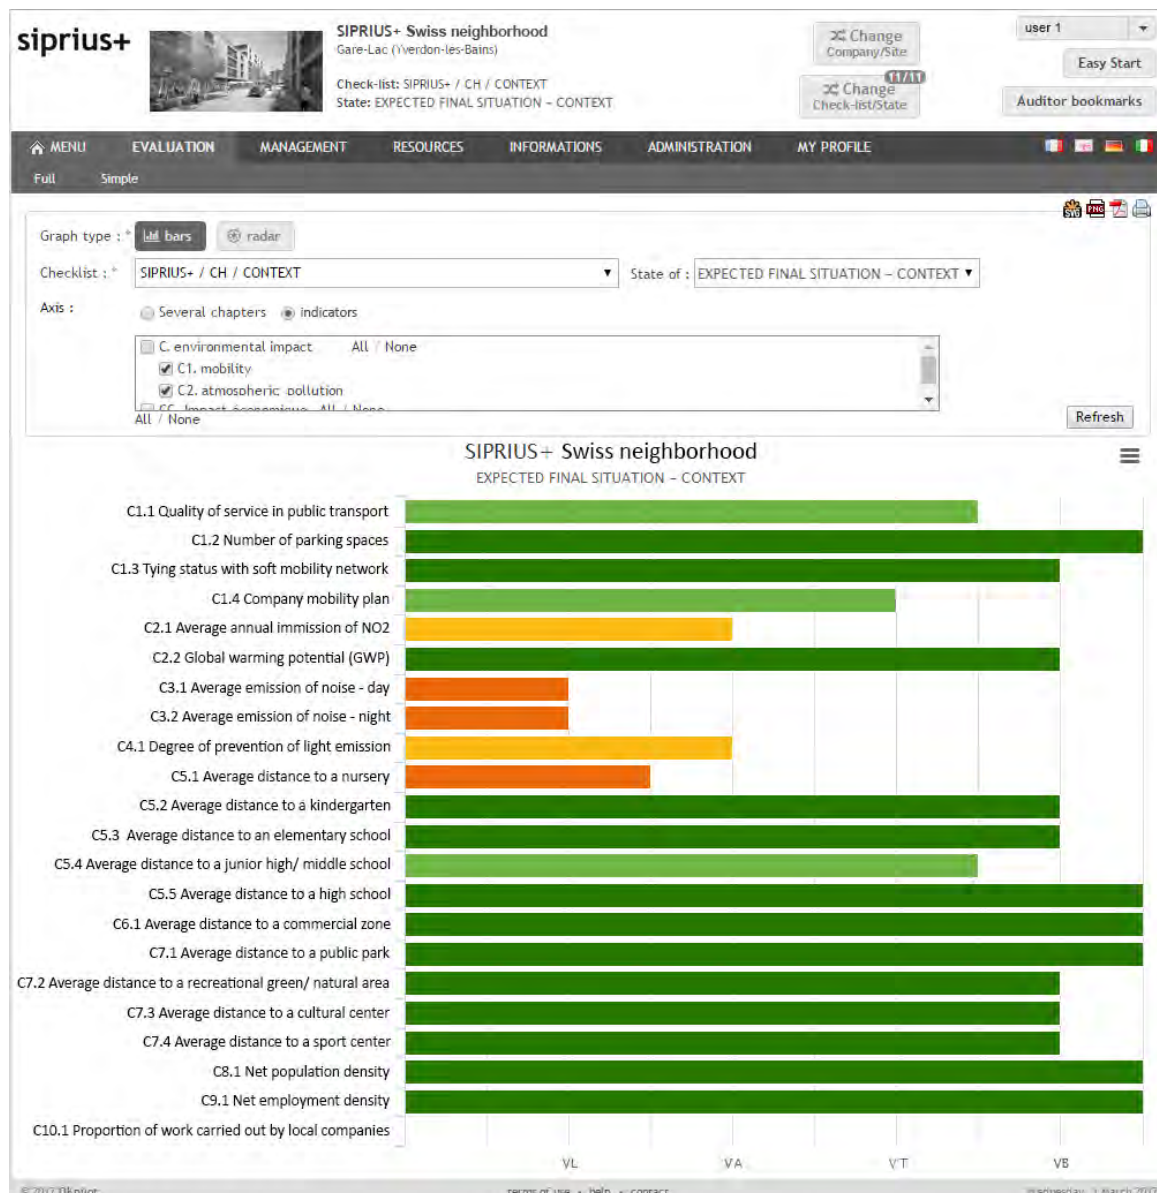 siprius+
SIPRIUS+ Swiss neighborhood
Gare-Lac (Yverdon-les-Bains)
Check-list: SIPRIUS+ / CH / CONTEXT
State: EXPECTED FINAL SITUATION – CONTEXT
Change
Company/Site
11/11
Change
Check-list/State
user 1
Easy Start
Auditor bookmarks
MENU EVALUATION MANAGEMENT RESOURCES INFORMATIONS ADMINISTRATION MY PROFILE
Full Simple
SVG PNG
Graph type : * bars radar
Checklist : * SIPRIUS+ / CH / CONTEXT State of : EXPECTED FINAL SITUATION – CONTEXT
Axis : Several chapters indicators
C. environmental impact All / None
C1. mobility
C2. atmospheric pollution
CC. Impact économique All / None
All / None
Refresh
SIPRIUS+ Swiss neighborhood
EXPECTED FINAL SITUATION – CONTEXT
C1.1 Quality of service in public transport
C1.2 Number of parking spaces
C1.3 Tying status with soft mobility network
C1.4 Company mobility plan
C2.1 Average annual immission of NO2
C2.2 Global warming potential (GWP)
C3.1 Average emission of noise - day
C3.2 Average emission of noise - night
C4.1 Degree of prevention of light emission
C5.1 Average distance to a nursery
C5.2 Average distance to a kindergarten
C5.3 Average distance to an elementary school
C5.4 Average distance to a junior high/ middle school
C5.5 Average distance to a high school
C6.1 Average distance to a commercial zone
C7.1 Average distance to a public park
C7.2 Average distance to a recreational green/ natural area
C7.3 Average distance to a cultural center
C7.4 Average distance to a sport center
C8.1 Net population density
C9.1 Net employment density
C10.1 Proportion of work carried out by local companies
VL VA VT VB
terms of use - help - contact